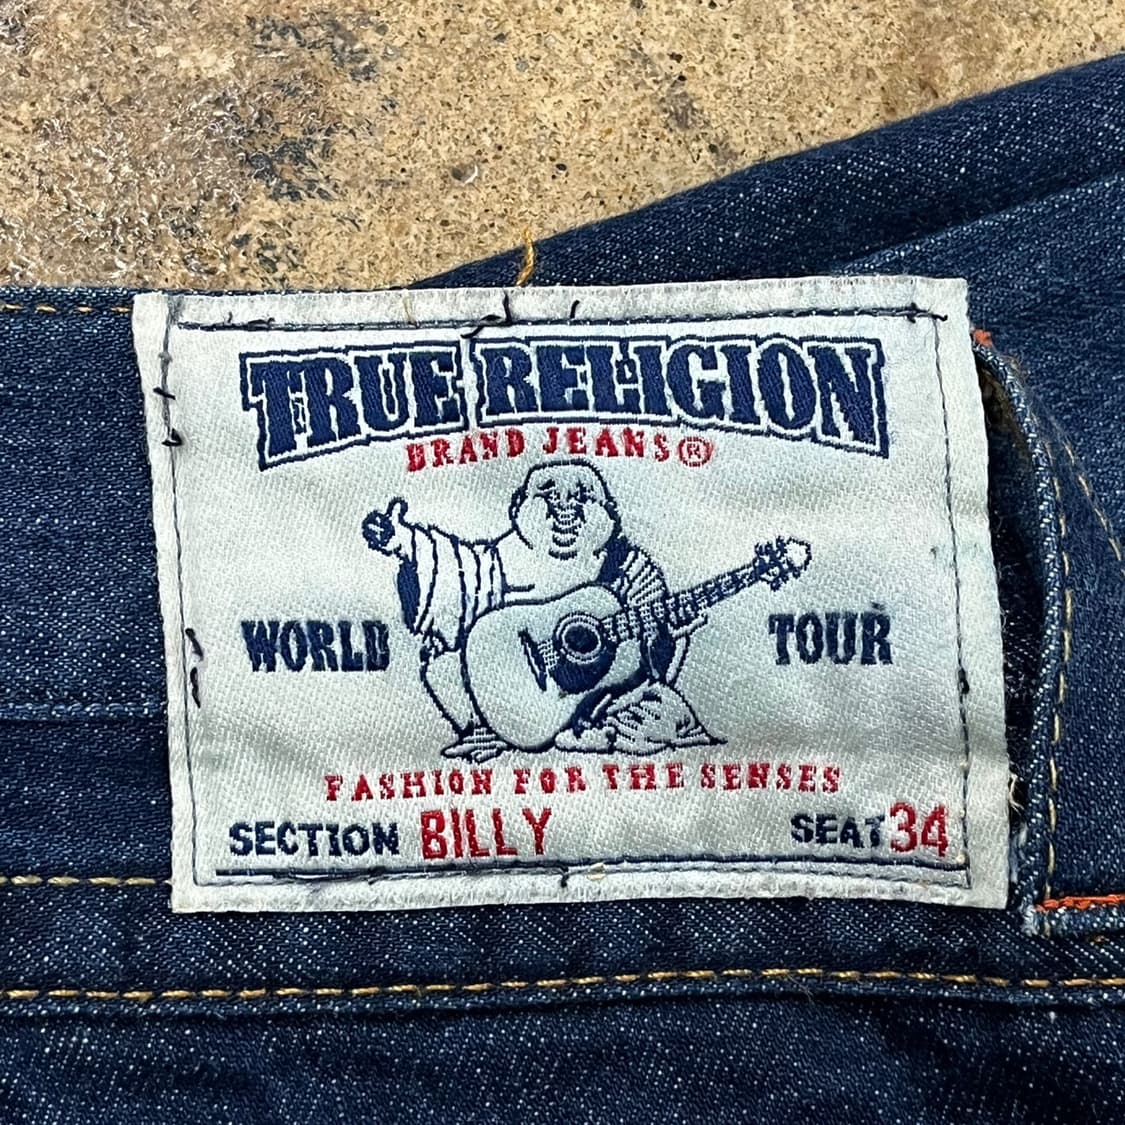 TRUE RELIGION
BRAND JEANS®
WORLD TOUR
FASHION FOR THE SENSES
SECTION BILLY SEAT 34